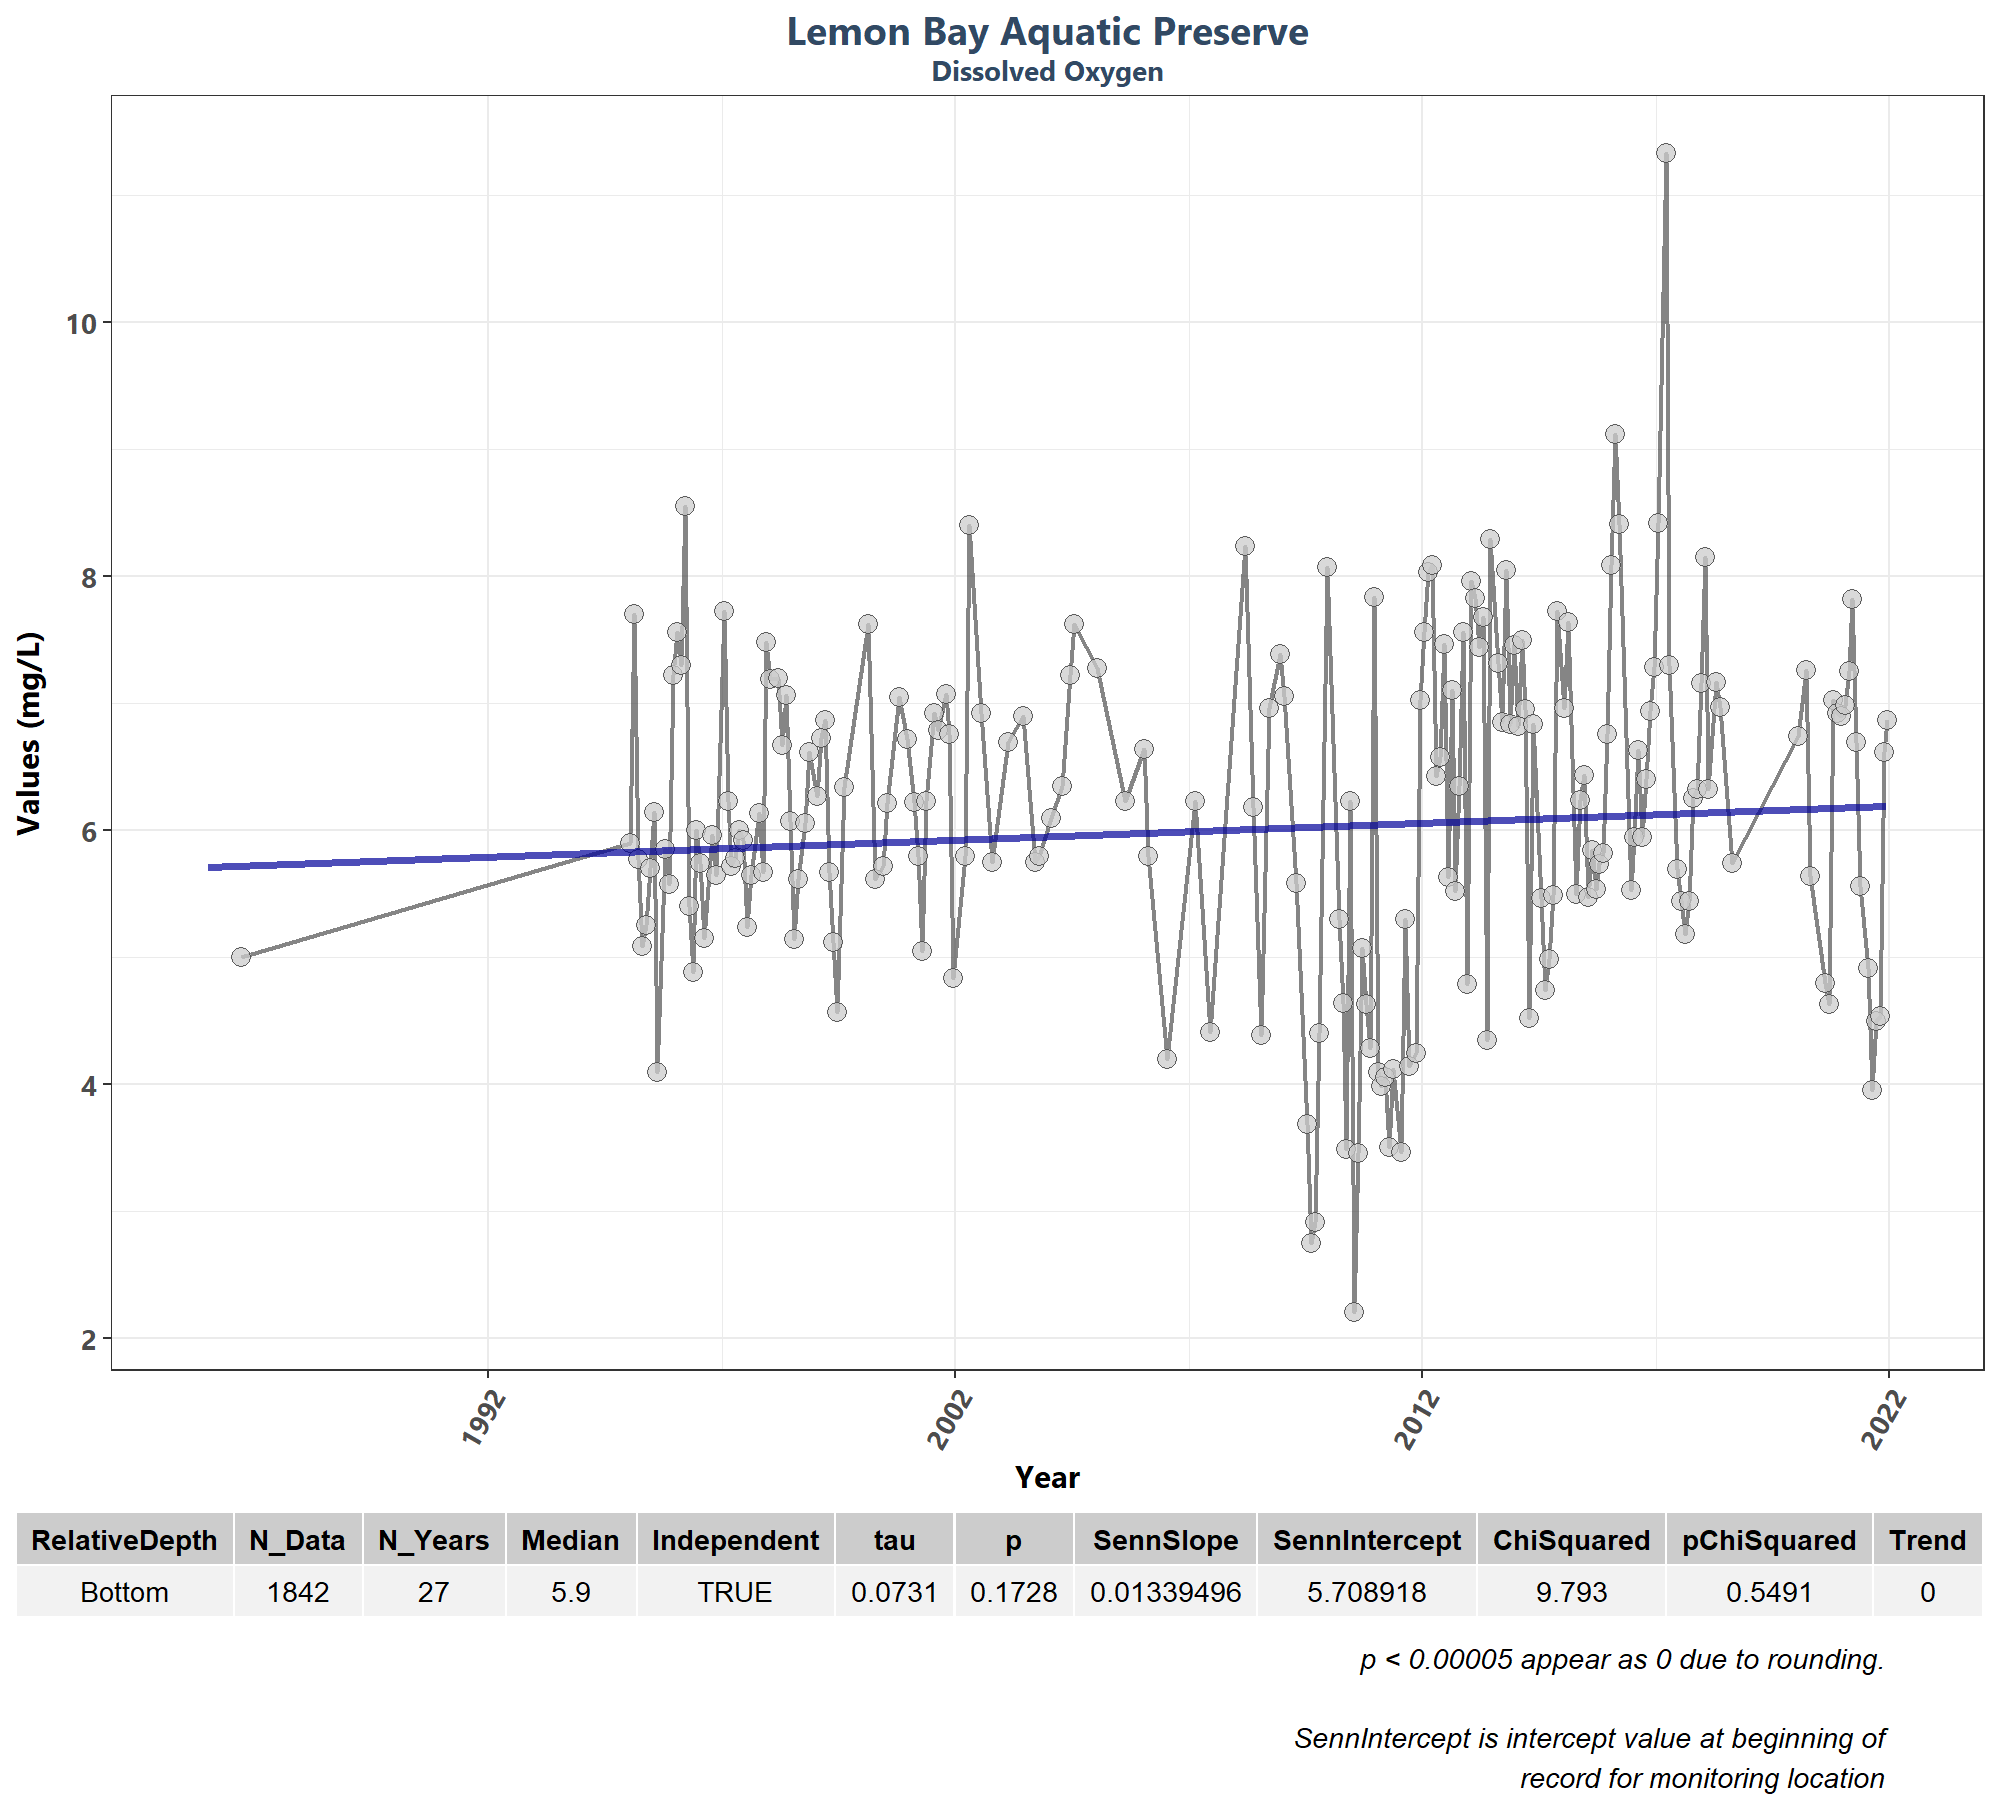 Lemon Bay Aquatic Preserve
Dissolved Oxygen
Values (mg/L)
10
8
6
4
2
1992 2002 2012 2022
Year
RelativeDepth N_Data N_Years Median Independent tau p SennSlope SennIntercept ChiSquared pChiSquared Trend
Bottom 1842 27 5.9 TRUE 0.0731 0.1728 0.01339496 5.708918 9.793 0.5491 0
p < 0.00005 appear as 0 due to rounding.
SennIntercept is intercept value at beginning of
record for monitoring location